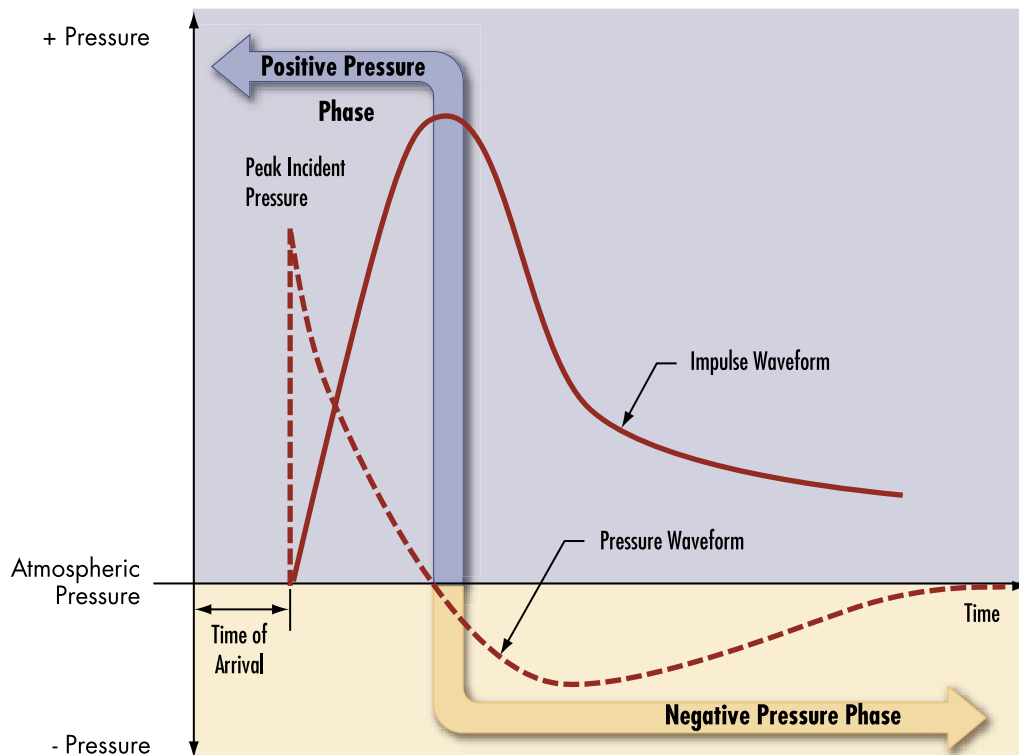 + Pressure
Positive Pressure
Phase
Peak Incident
Pressure
Impulse Waveform
Pressure Waveform
Atmospheric
Pressure
Time
Time of
Arrival
Negative Pressure Phase
- Pressure